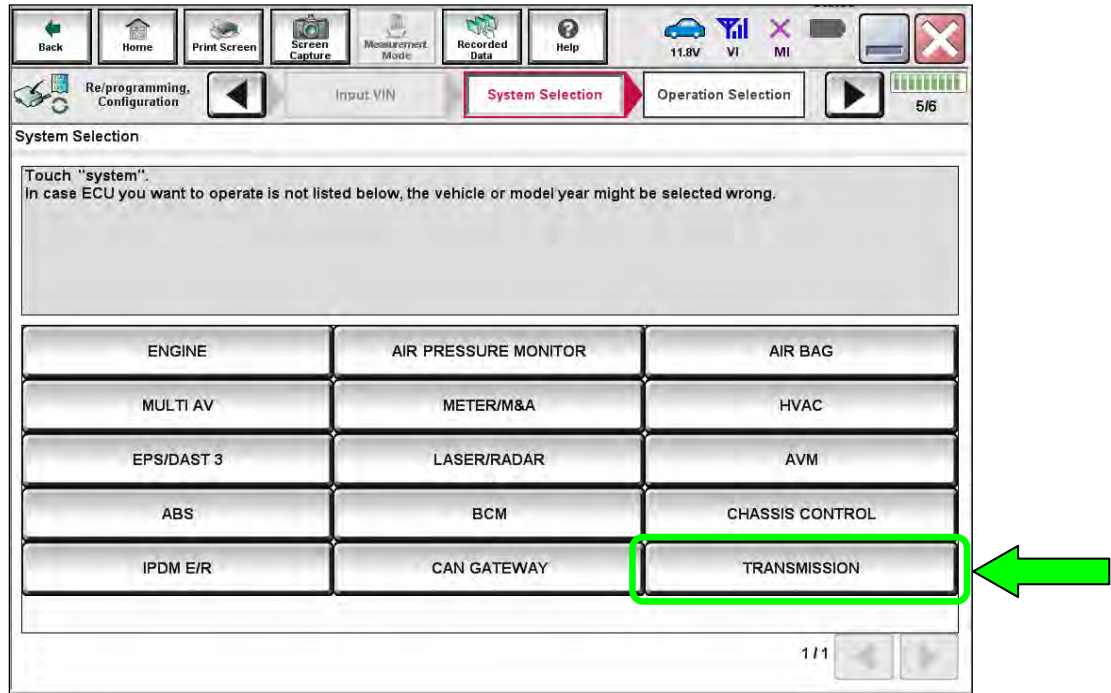 Back
Home
Print Screen
Screen Capture
Measurement Mode
Recorded Data
Help
11.8V
VI
MI
Re/programming, Configuration
Input VIN
System Selection
Operation Selection
5/6
System Selection
Touch "system".
In case ECU you want to operate is not listed below, the vehicle or model year might be selected wrong.
ENGINE
AIR PRESSURE MONITOR
AIR BAG
MULTI AV
METER/M&A
HVAC
EPS/DAST 3
LASER/RADAR
AVM
ABS
BCM
CHASSIS CONTROL
IPDM E/R
CAN GATEWAY
TRANSMISSION
1/1